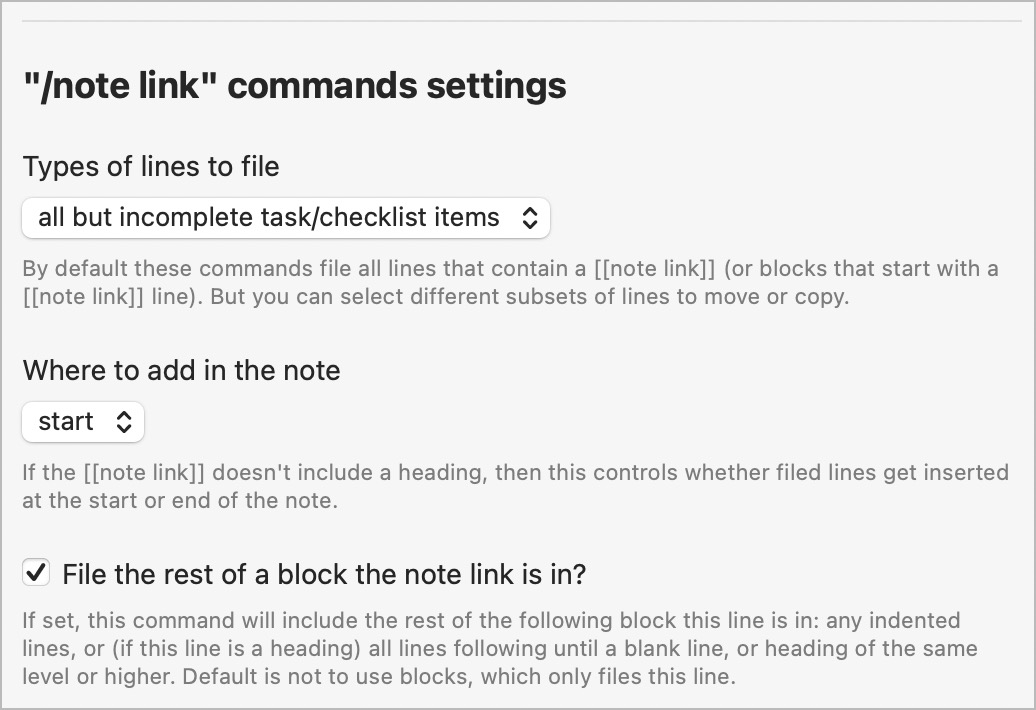 "/note link" commands settings
Types of lines to file
all but incomplete task/checklist items
By default these commands file all lines that contain a [[note link]] (or blocks that start with a
[[note link]] line). But you can select different subsets of lines to move or copy.
Where to add in the note
start
If the [[note link]] doesn't include a heading, then this controls whether filed lines get inserted
at the start or end of the note.
File the rest of a block the note link is in?
If set, this command will include the rest of the following block this line is in: any indented
lines, or (if this line is a heading) all lines following until a blank line, or heading of the same
level or higher. Default is not to use blocks, which only files this line.